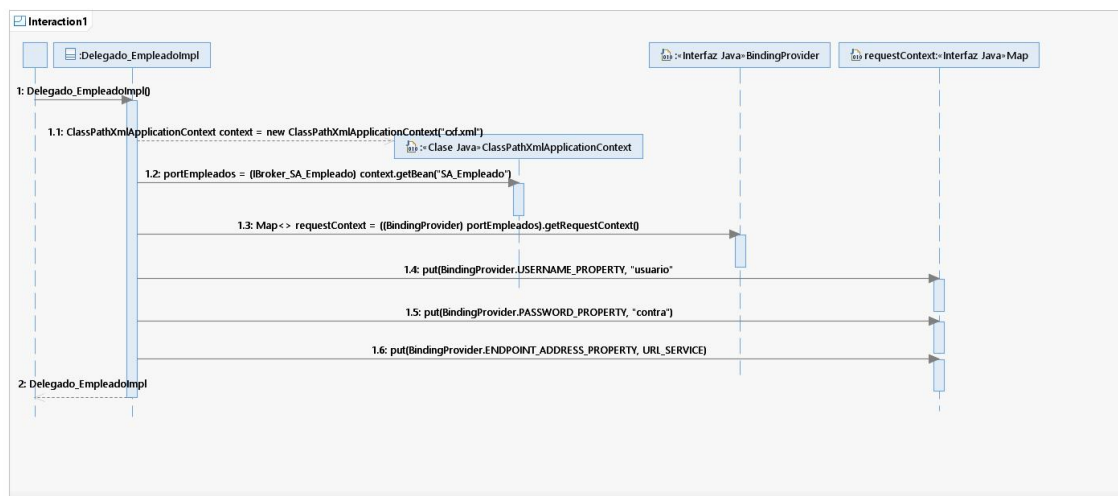 Interaction1
:Delegado_EmpleadoImpl
:«Interfaz Java»BindingProvider
requestContext:«Interfaz Java»Map
1: Delegado_EmpleadoImpl()
1.1: ClassPathXmlApplicationContext context = new ClassPathXmlApplicationContext("cxf.xml")
:«Clase Java»ClassPathXmlApplicationContext
1.2: portEmpleados = (IBroker_SA_Empleado) context.getBean("SA_Empleado")
1.3: Map<> requestContext = ((BindingProvider) portEmpleados).getRequestContext()
1.4: put(BindingProvider.USERNAME_PROPERTY, "usuario"
1.5: put(BindingProvider.PASSWORD_PROPERTY, "contra")
1.6: put(BindingProvider.ENDPOINT_ADDRESS_PROPERTY, URL_SERVICE)
2: Delegado_EmpleadoImpl